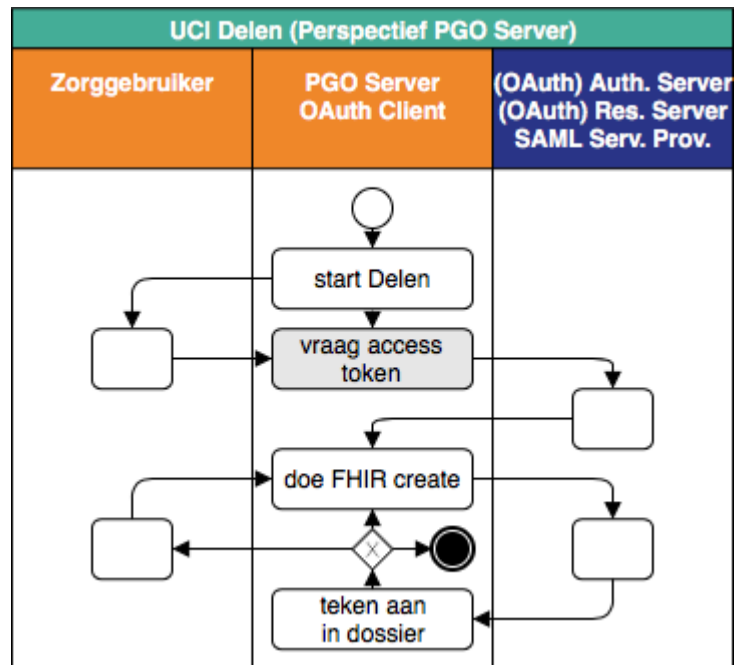 UCI Delen (Perspectief PGO Server)
Zorggebruiker
PGO Server
OAuth Client
(OAuth) Auth. Server
(OAuth) Res. Server
SAML Serv. Prov.
start Delen
vraag access
token
doe FHIR create
X
teken aan
in dossier